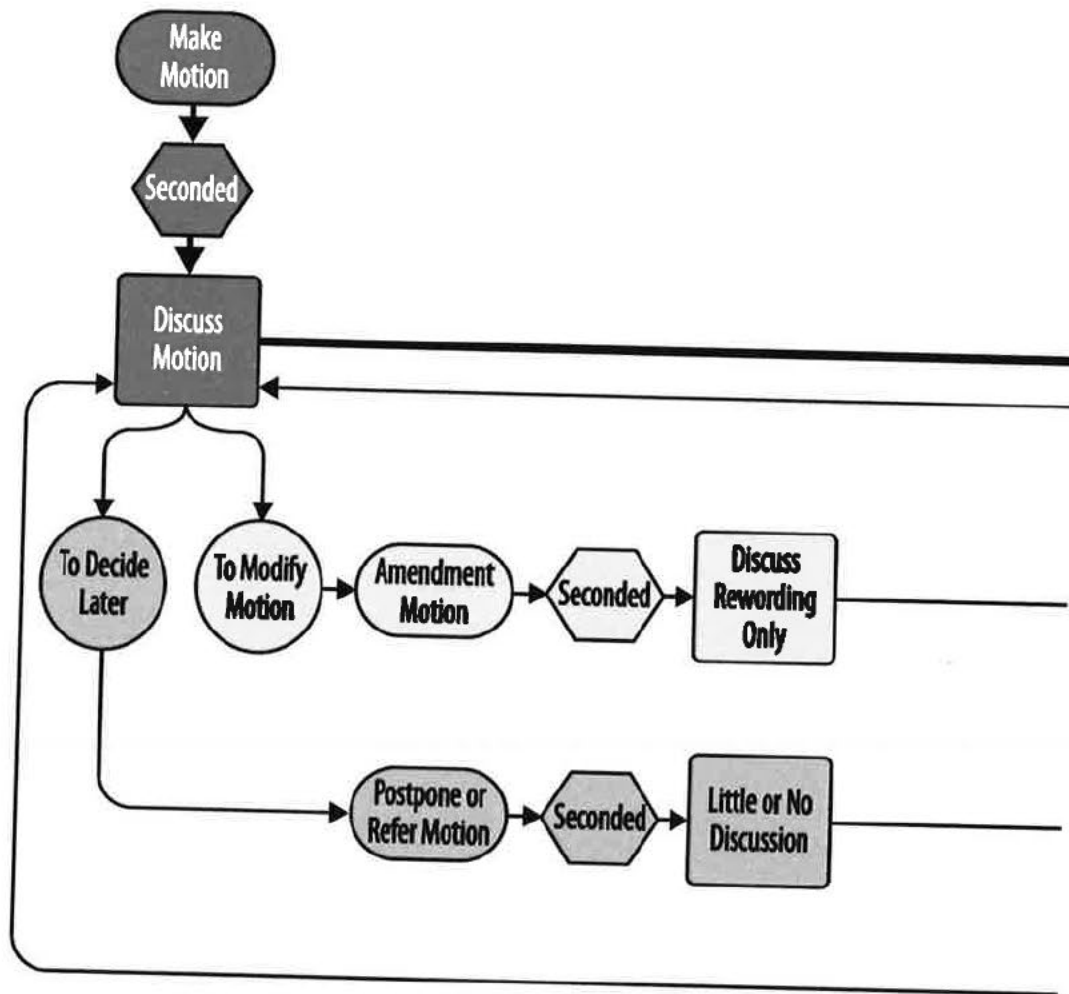 Make
Motion
Seconded
Discuss
Motion
To Decide
Later
To Modify
Motion
Amendment
Motion
Seconded
Discuss
Rewording
Only
Postpone or
Refer Motion
Seconded
Little or No
Discussion